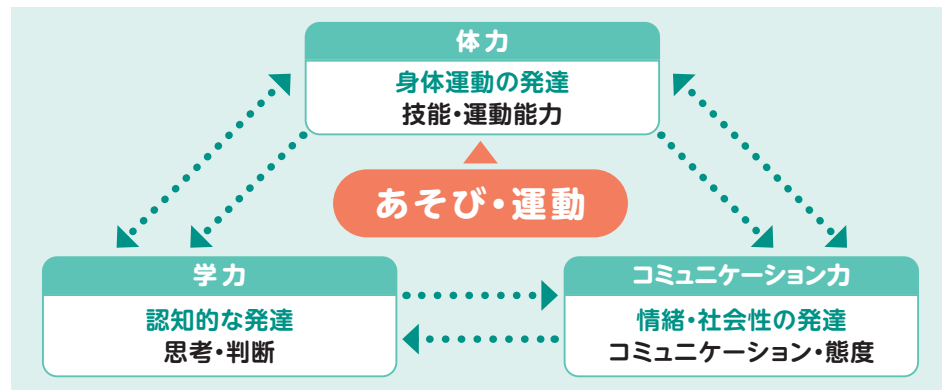 体力
身体運動の発達
技能・運動能力
あそび・運動
学力
認知的な発達
思考・判断
コミュニケーション力
情緒・社会性の発達
コミュニケーション・態度